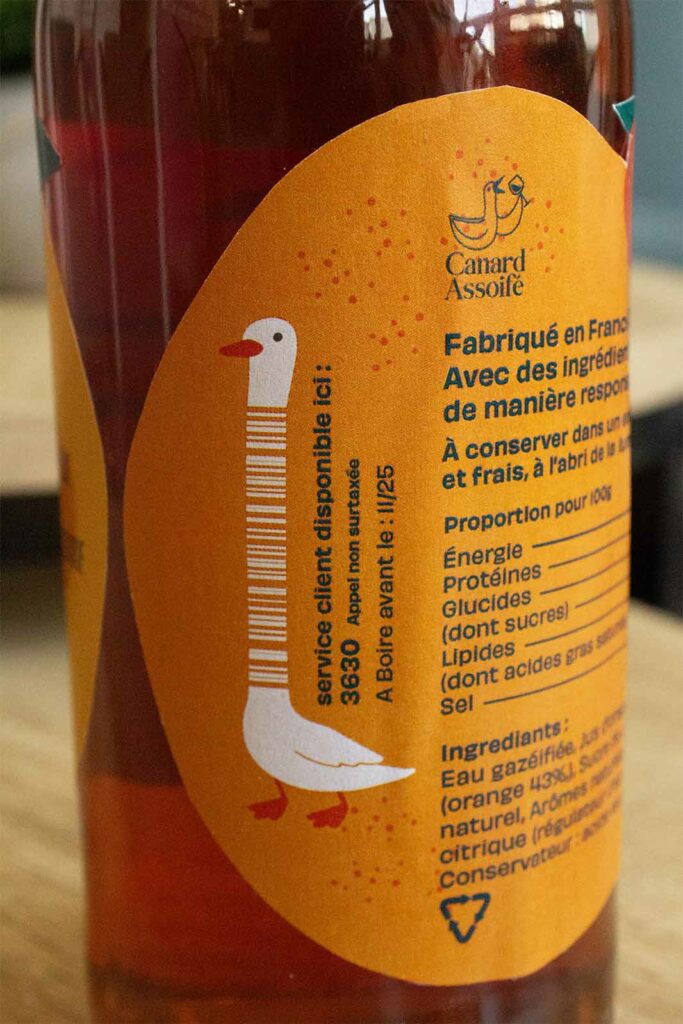 Canard
Assoifé
service client disponible ici :
3630 Appel non surtaxée
A Boire avant le : 11/25
Fabriqué en Franc
Avec des ingrédien
de manière respon
À conserver dans un
et frais, à l'abri de la
Proportion pour 100g
Énergie
Protéines
Glucides
(dont sucres)
Lipides
(dont acides gras
Sel
Ingrediants :
Eau gazéifiée, Jus
(orange 43%), Sucre
naturel, Arômes
citrique (régulateur
Conservateur :